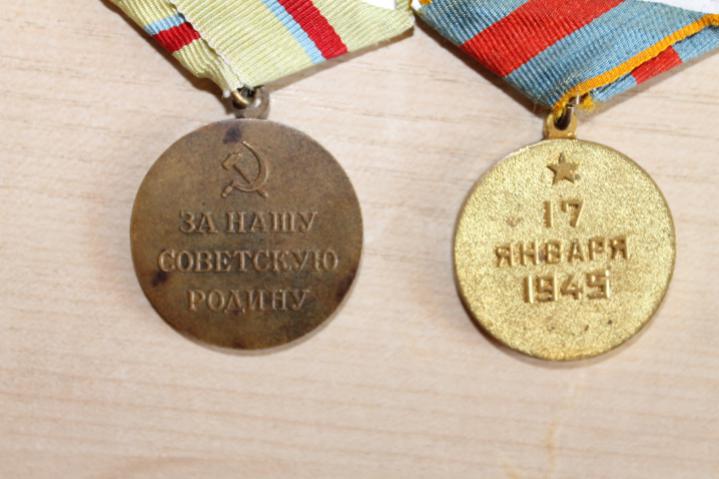 ЗА НАШУ
СОВЕТСКУЮ
РОДИНУ
17
ЯНВАРЯ
1945